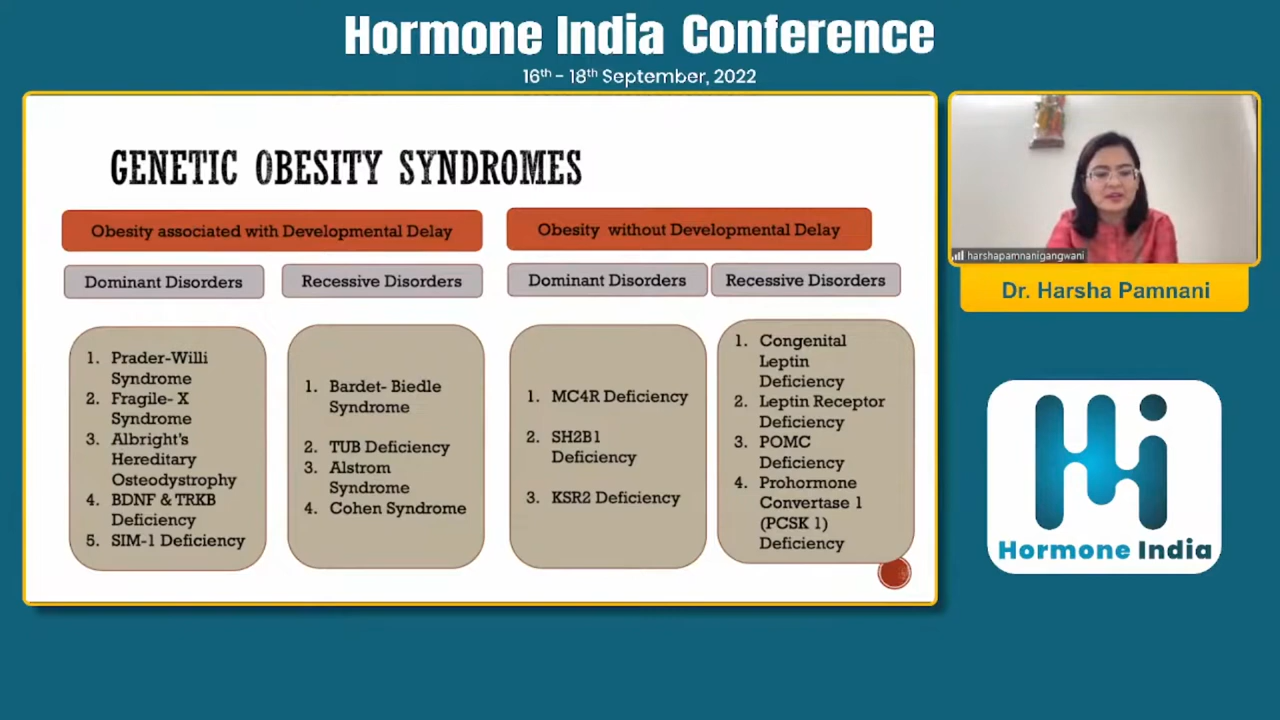 Hormone India Conference
16th - 18th September, 2022
GENETIC OBESITY SYNDROMES
Obesity associated with Developmental Delay
Obesity without Developmental Delay
Dominant Disorders
Recessive Disorders
Dominant Disorders
Recessive Disorders
1. Prader-Willi
Syndrome
2. Fragile- X
Syndrome
3. Albright's
Hereditary
Osteodystrophy
4. BDNF & TRKB
Deficiency
5. SIM-1 Deficiency
1. Bardet- Biedle
Syndrome
2. TUB Deficiency
3. Alstrom
Syndrome
4. Cohen Syndrome
1. MC4R Deficiency
2. SH2B1
Deficiency
3. KSR2 Deficiency
1. Congenital
Leptin
Deficiency
2. Leptin Receptor
Deficiency
3. POMC
Deficiency
4. Prohormone
Convertase 1
(PCSK 1)
Deficiency
harshapamnanigangwani
Dr. Harsha Pamnani
Hi
Hormone India